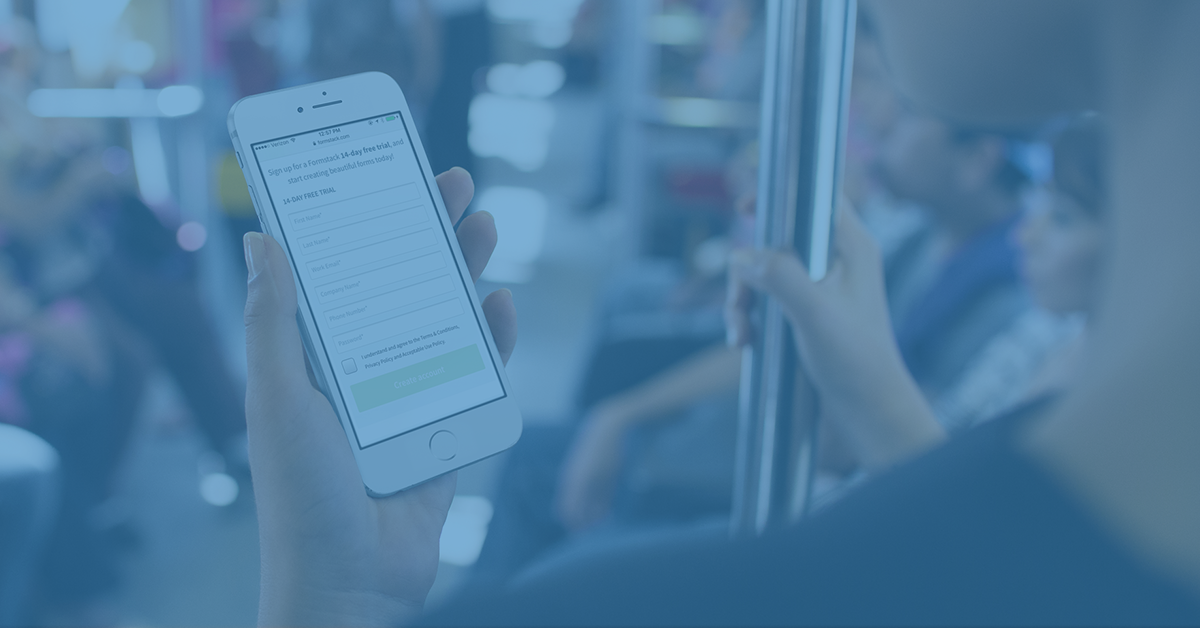 Verizon
12:57 PM
formstack.com
Sign up for a Formstack 14-day free trial, and
start creating beautiful forms today!
14-DAY FREE TRIAL
First Name*
Last Name*
Work Email*
Company Name*
Phone Number*
Password*
I understand and agree to the Terms & Conditions,
Privacy Policy and Acceptable Use Policy.
Create account